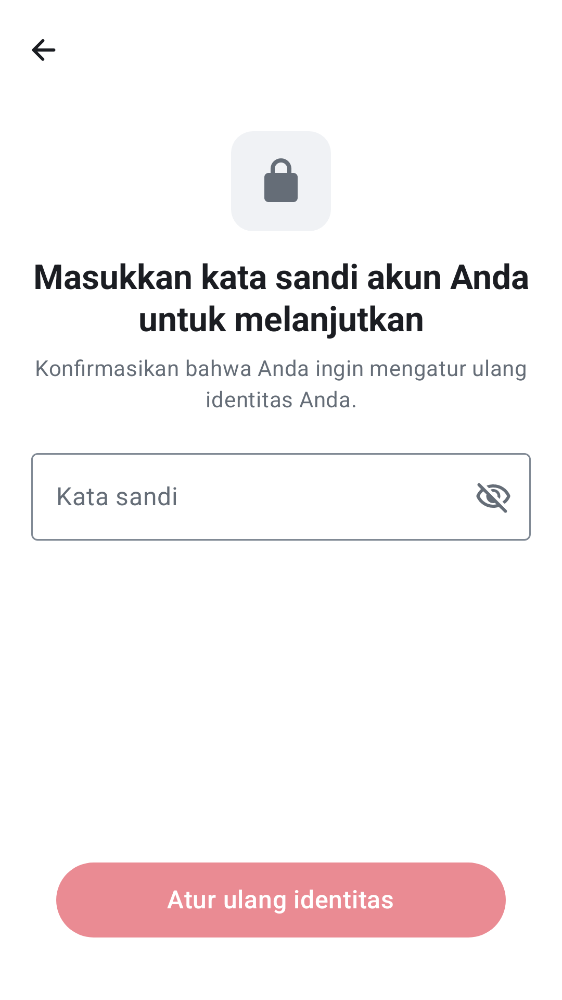 Masukkan kata sandi akun Anda
untuk melanjutkan
Konfirmasikan bahwa Anda ingin mengatur ulang
identitas Anda.
Kata sandi
Atur ulang identitas